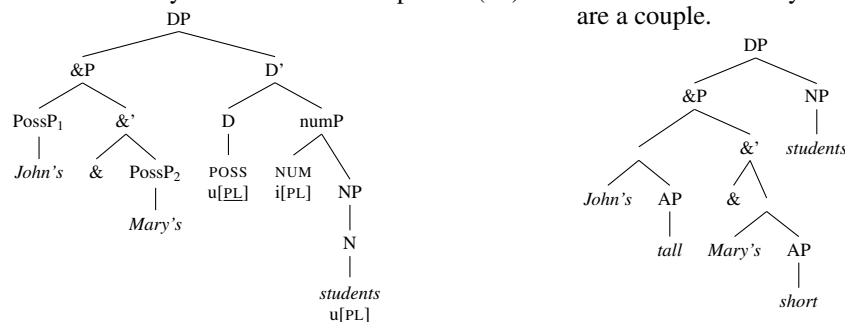 are a couple.
DP
&P D’
PossP1 &’ D numP
John's & PossP2 POSS NUM NP
u[PL] i[PL]
Mary's N
students
u[PL]
DP
&P NP
&’ students
John's AP &
tall Mary's AP
short